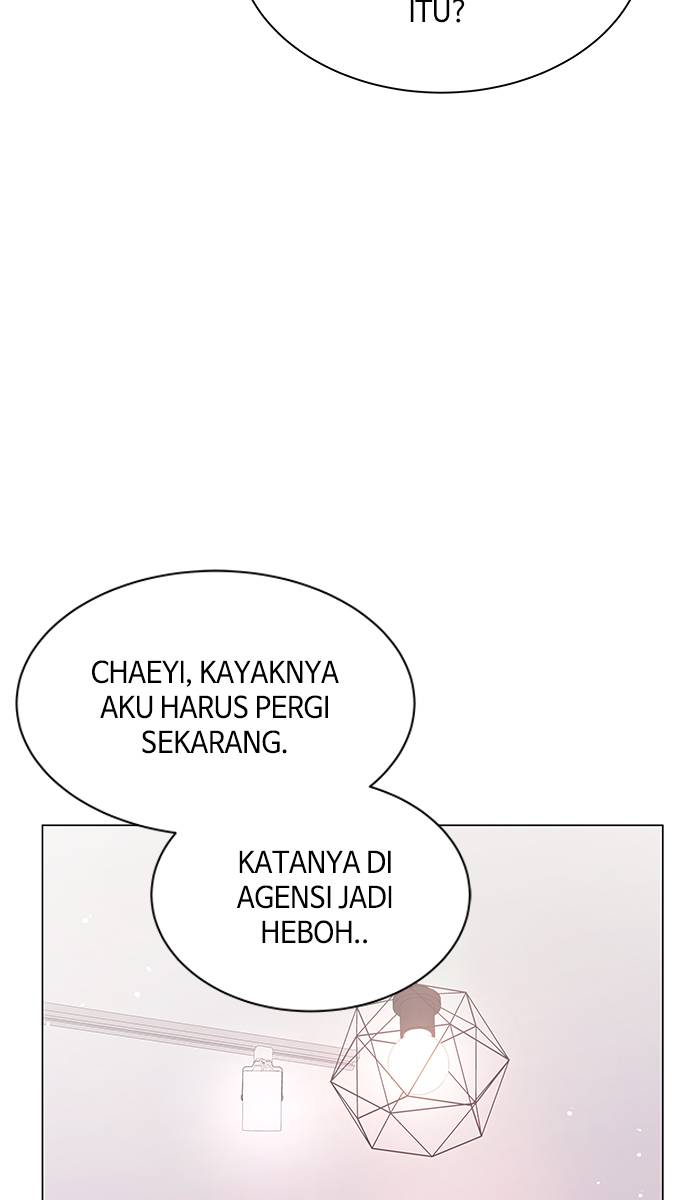 ITU?
CHAEYI, KAYAKNYA
AKU HARUS PERGI
SEKARANG.
KATANYA DI
AGENSI JADI
HEBOH..